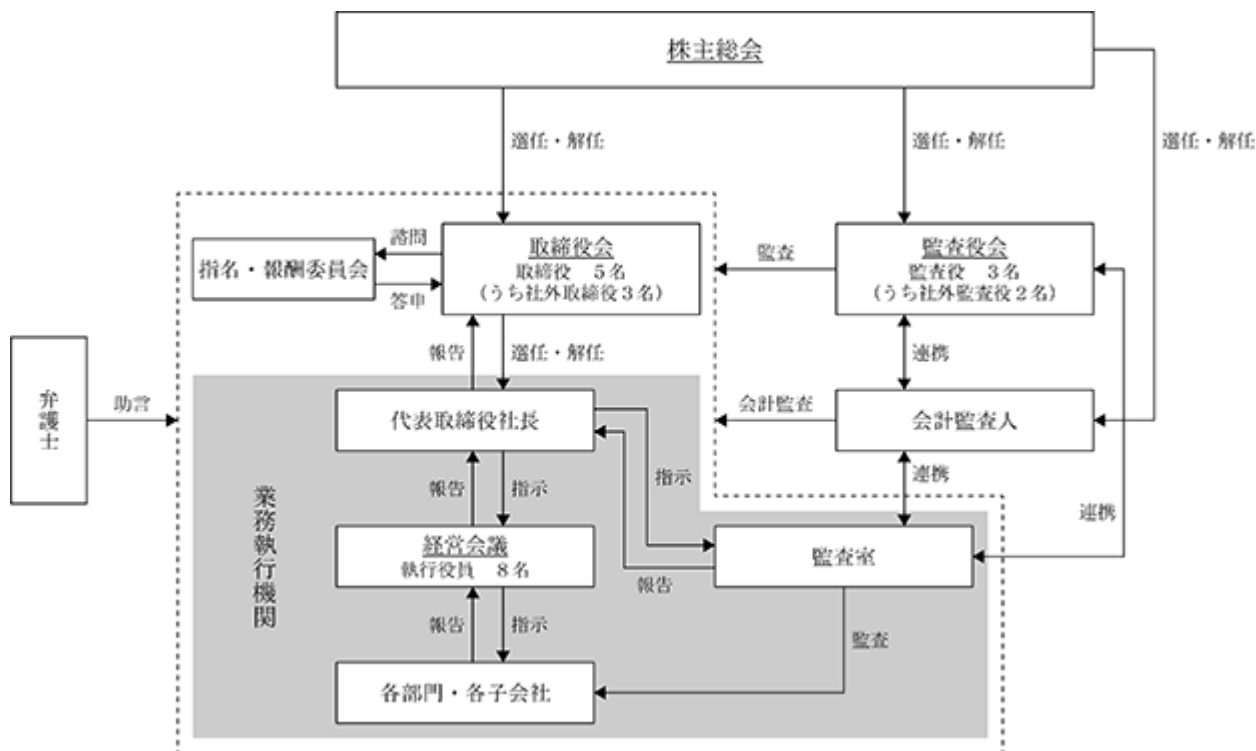 株主総会
選任・解任
選任・解任
選任・解任
諮問
指名・報酬委員会
答申
取締役会
取締役 5名
(うち社外取締役3名)
監査
監査役会
監査役 3名
(うち社外監査役2名)
報告
選任・解任
連携
弁護士
助言
代表取締役社長
会計監査
会計監査人
報告
指示
指示
連携
連携
業務執行機関
経営会議
執行役員 8名
監査室
報告
報告
指示
監査
各部門・各子会社